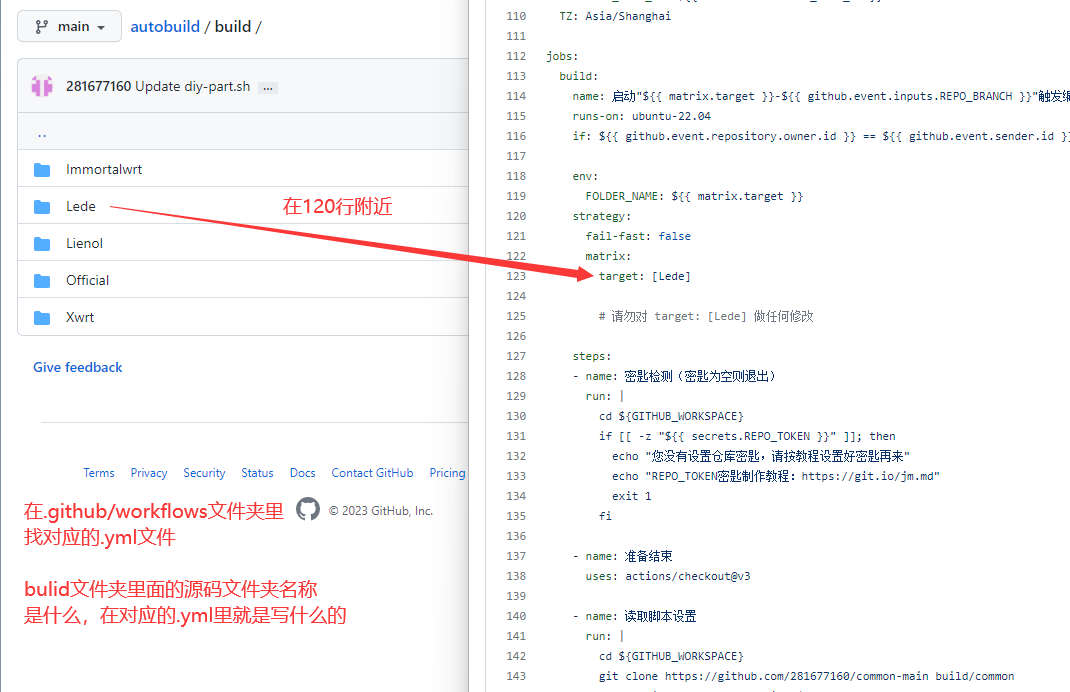 main
autobuild / build /
281677160 Update diy-part.sh ...
..
Immortalwrt
Lede
Lienol
Official
Xwrt
Give feedback
Terms Privacy Security Status Docs Contact GitHub Pricing
© 2023 GitHub, Inc.
在.github/workflows文件夹里
找对应的.yml文件
bulid文件夹里面的源码文件夹名称
是什么，在对应的.yml里就是写什么的
在120行附近
110 TZ: Asia/Shanghai
111
112 jobs:
113 build:
114 name: 启动"${{ matrix.target }}-${{ github.event.inputs.REPO_BRANCH }}"触发
115 runs-on: ubuntu-22.04
116 if: ${{ github.event.repository.owner.id }} == ${{ github.event.sender.id }
117
118 env:
119 FOLDER_NAME: ${{ matrix.target }}
120 strategy:
121 fail-fast: false
122 matrix:
123 target: [Lede]
124
125 # 请勿对 target: [Lede] 做任何修改
126
127 steps:
128 - name: 密匙检测（密匙为空则退出）
129 run: |
130 cd ${GITHUB_WORKSPACE}
131 if [[ -z "${{ secrets.REPO_TOKEN }}" ]]; then
132 echo "您没有设置仓库密匙，请按教程设置好密匙再来"
133 echo "REPO_TOKEN密匙制作教程：https://git.io/jm.md"
134 exit 1
135 fi
136
137 - name: 准备结束
138 uses: actions/checkout@v3
139
140 - name: 读取脚本设置
141 run: |
142 cd ${GITHUB_WORKSPACE}
143 git clone https://github.com/281677160/common-main build/common